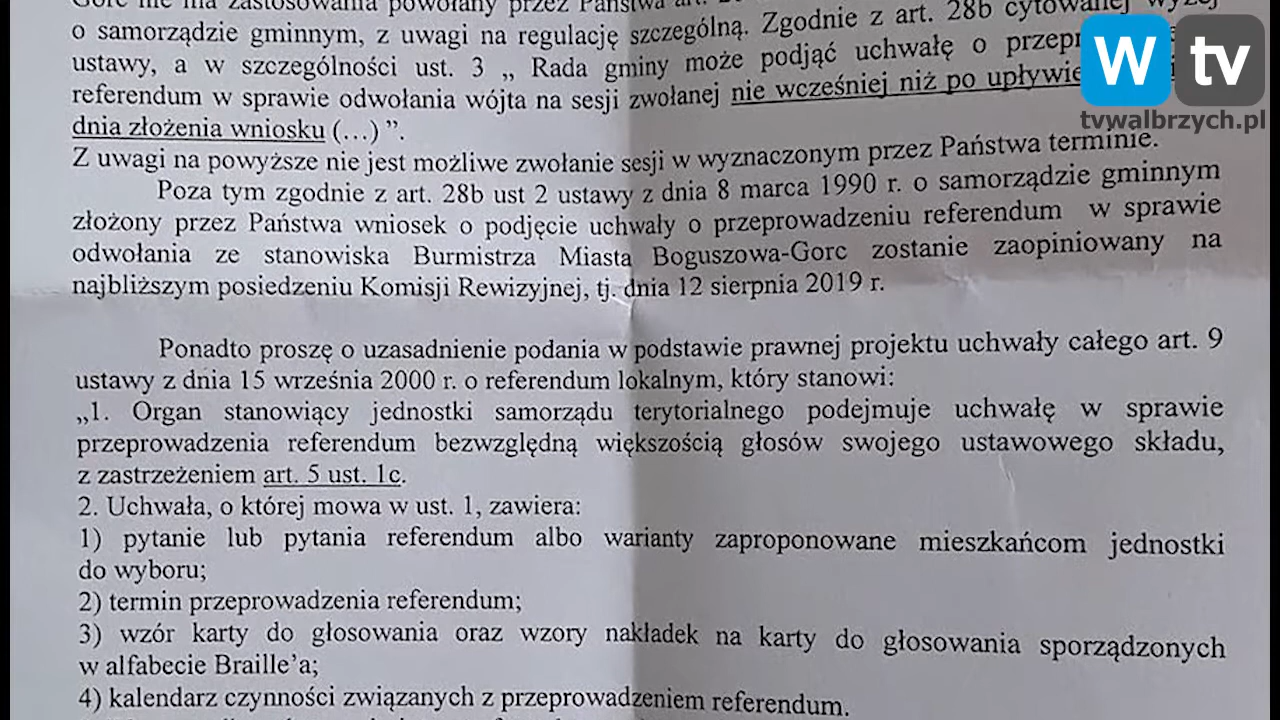 Gorc nie ma zastosowania powołany przez Państwa art.
o samorządzie gminnym, z uwagi na regulację szczególną. Zgodnie z art. 28b cytowanej wyżej
ustawy, a w szczególności ust. 3 „ Rada gminy może podjąć uchwałę o
referendum w sprawie odwołania wójta na sesji zwołanej nie wcześniej niż po upływie
dnia złożenia wniosku (…) ”.
Z uwagi na powyższe nie jest możliwe zwołanie sesji w wyznaczonym przez Państwa terminie.
Poza tym zgodnie z art. 28b ust 2 ustawy z dnia 8 marca 1990 r. o samorządzie gminnym
złożony przez Państwa wniosek o podjęcie uchwały o przeprowadzeniu referendum w sprawie
odwołania ze stanowiska Burmistrza Miasta Boguszowa-Gorc zostanie zaopiniowany na
najbliższym posiedzeniu Komisji Rewizyjnej, tj. dnia 12 sierpnia 2019 r.
Ponadto proszę o uzasadnienie podania w podstawie prawnej projektu uchwały całego art. 9
ustawy z dnia 15 września 2000 r. o referendum lokalnym, który stanowi:
„1. Organ stanowiący jednostki samorządu terytorialnego podejmuje uchwałę w sprawie
przeprowadzenia referendum bezwzględną większością głosów swojego ustawowego składu,
z zastrzeżeniem art. 5 ust. 1c.
2. Uchwała, o której mowa w ust. 1, zawiera:
1) pytanie lub pytania referendum albo warianty zaproponowane mieszkańcom jednostki
do wyboru;
2) termin przeprowadzenia referendum;
3) wzór karty do głosowania oraz wzory nakładek na karty do głosowania sporządzonych
w alfabecie Braille’a;
4) kalendarz czynności związanych z przeprowadzeniem referendum.
W tv
tvwalbrzych.pl